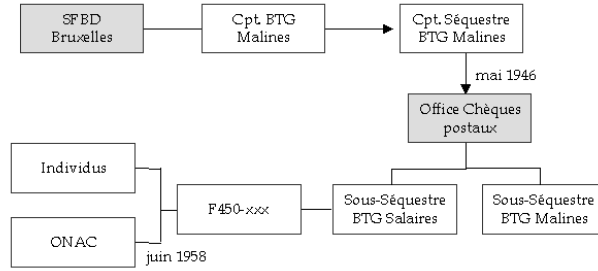 SFBD
Bruxelles
Cpt. BTG
Malines
Cpt. Séquestre
BTG Malines
mai 1946
Office Chèques
postaux
Individus
F450-xxx
Sous-Séquestre
BTG Salaires
Sous-Séquestre
BTG Malines
ONAC
juin 1958